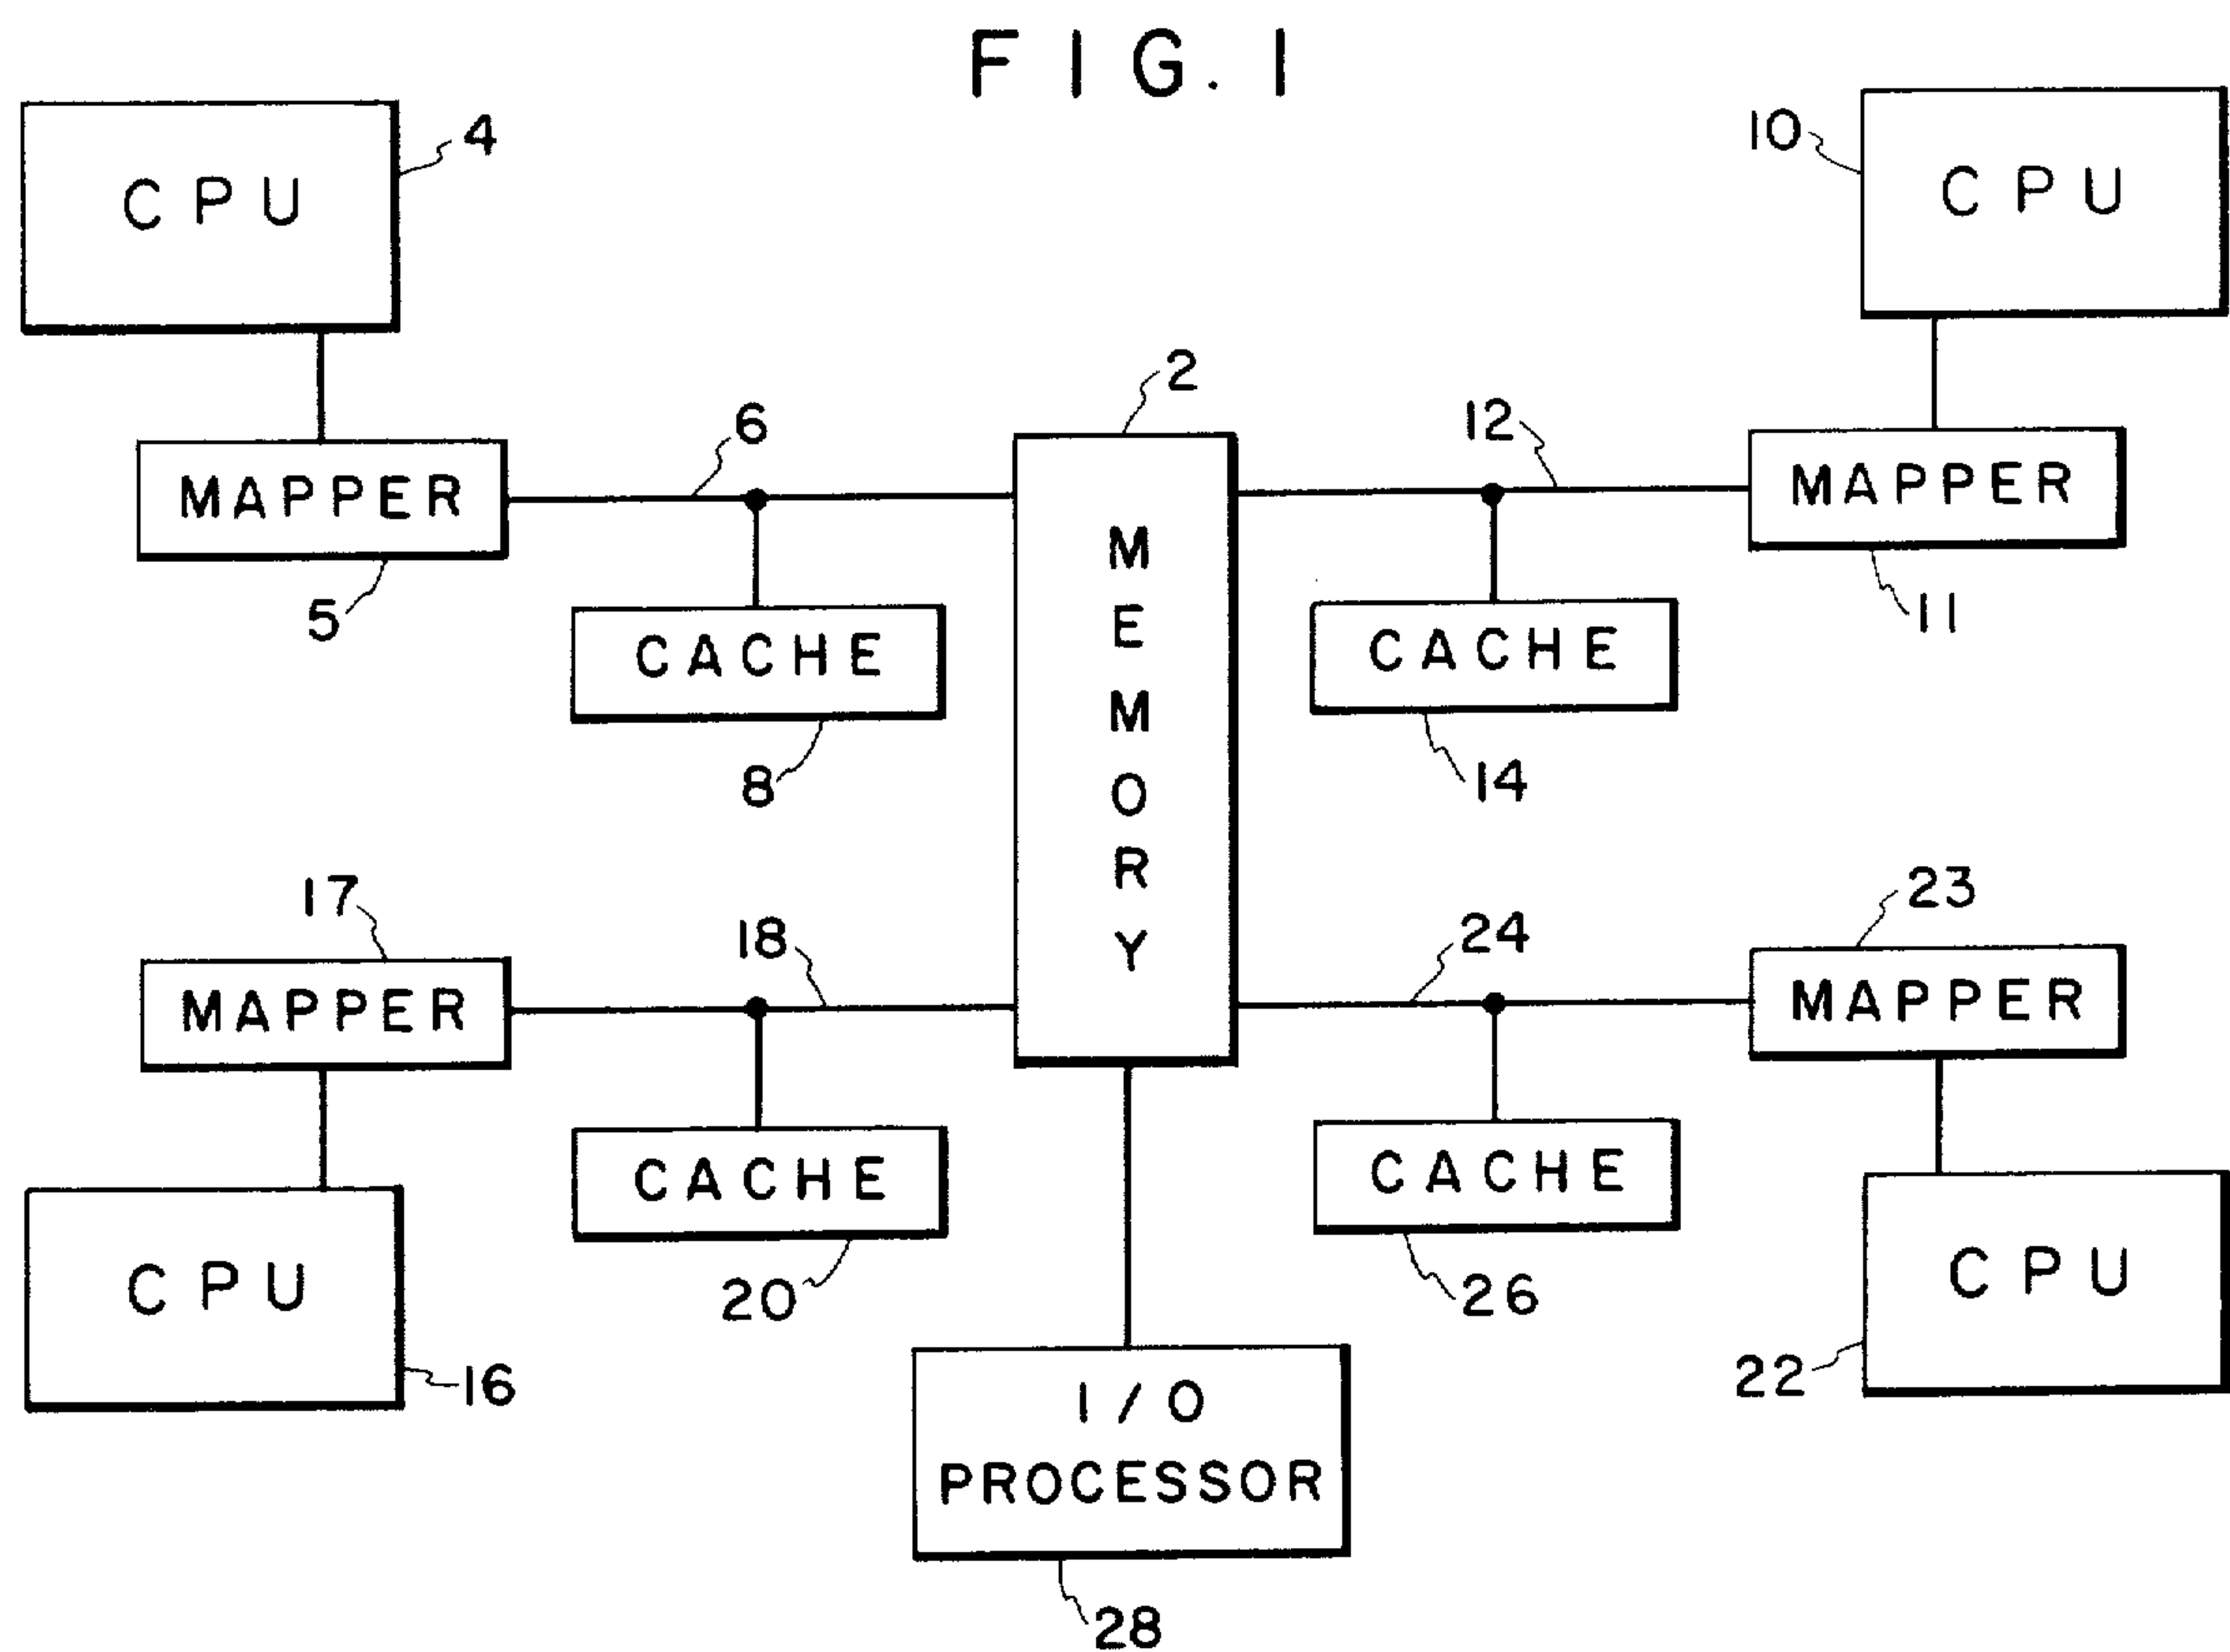 FIG. 1
CPU
4
10
CPU
2
6
12
MAPPER
MAPPER
5
11
CACHE
CACHE
8
14
MEMORY
17
18
24
23
MAPPER
MAPPER
CACHE
CACHE
20
26
CPU
CPU
16
22
I/O
PROCESSOR
28